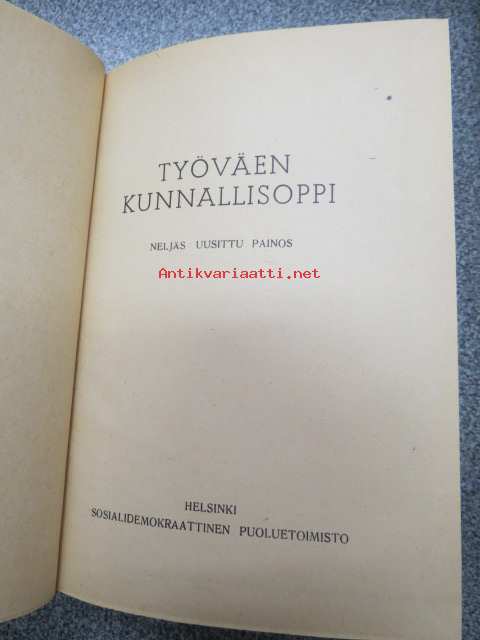 TYÖVÄEN
KUNNALLISOPPI
NELJÄS UUSITTU PAINOS
Antikvariaatti.net
HELSINKI
SOSIALIDEMOKRAATTINEN PUOLUETOIMISTO